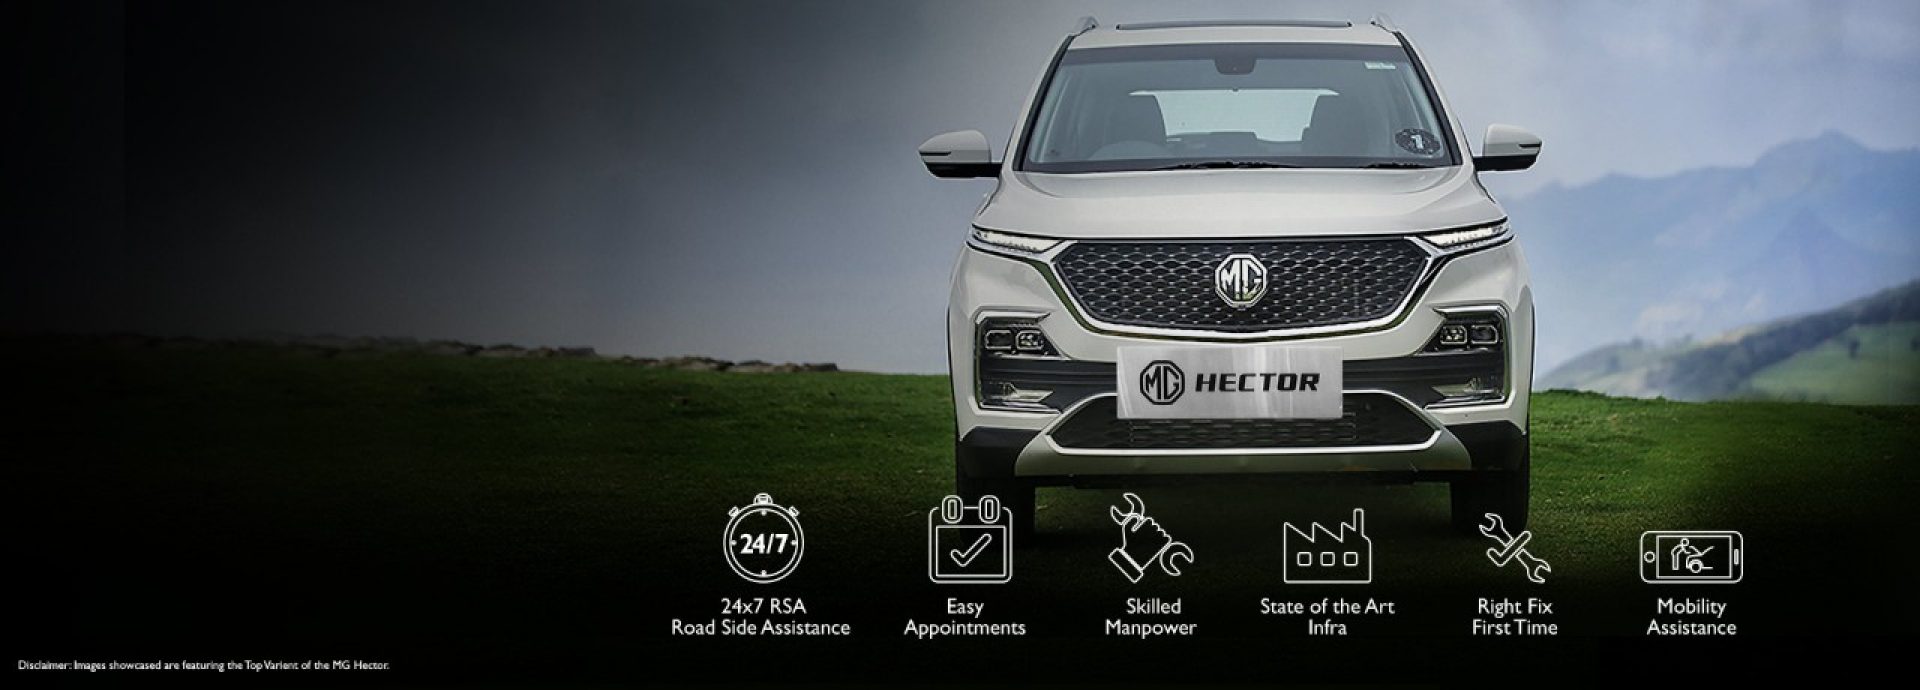 MG
MG HECTOR
24/7
24x7 RSA
Road Side Assistance
Easy
Appointments
Skilled
Manpower
State of the Art
Infra
Right Fix
First Time
Mobility
Assistance
Disclaimer: Images showcased are featuring the Top Varient of the MG Hector.